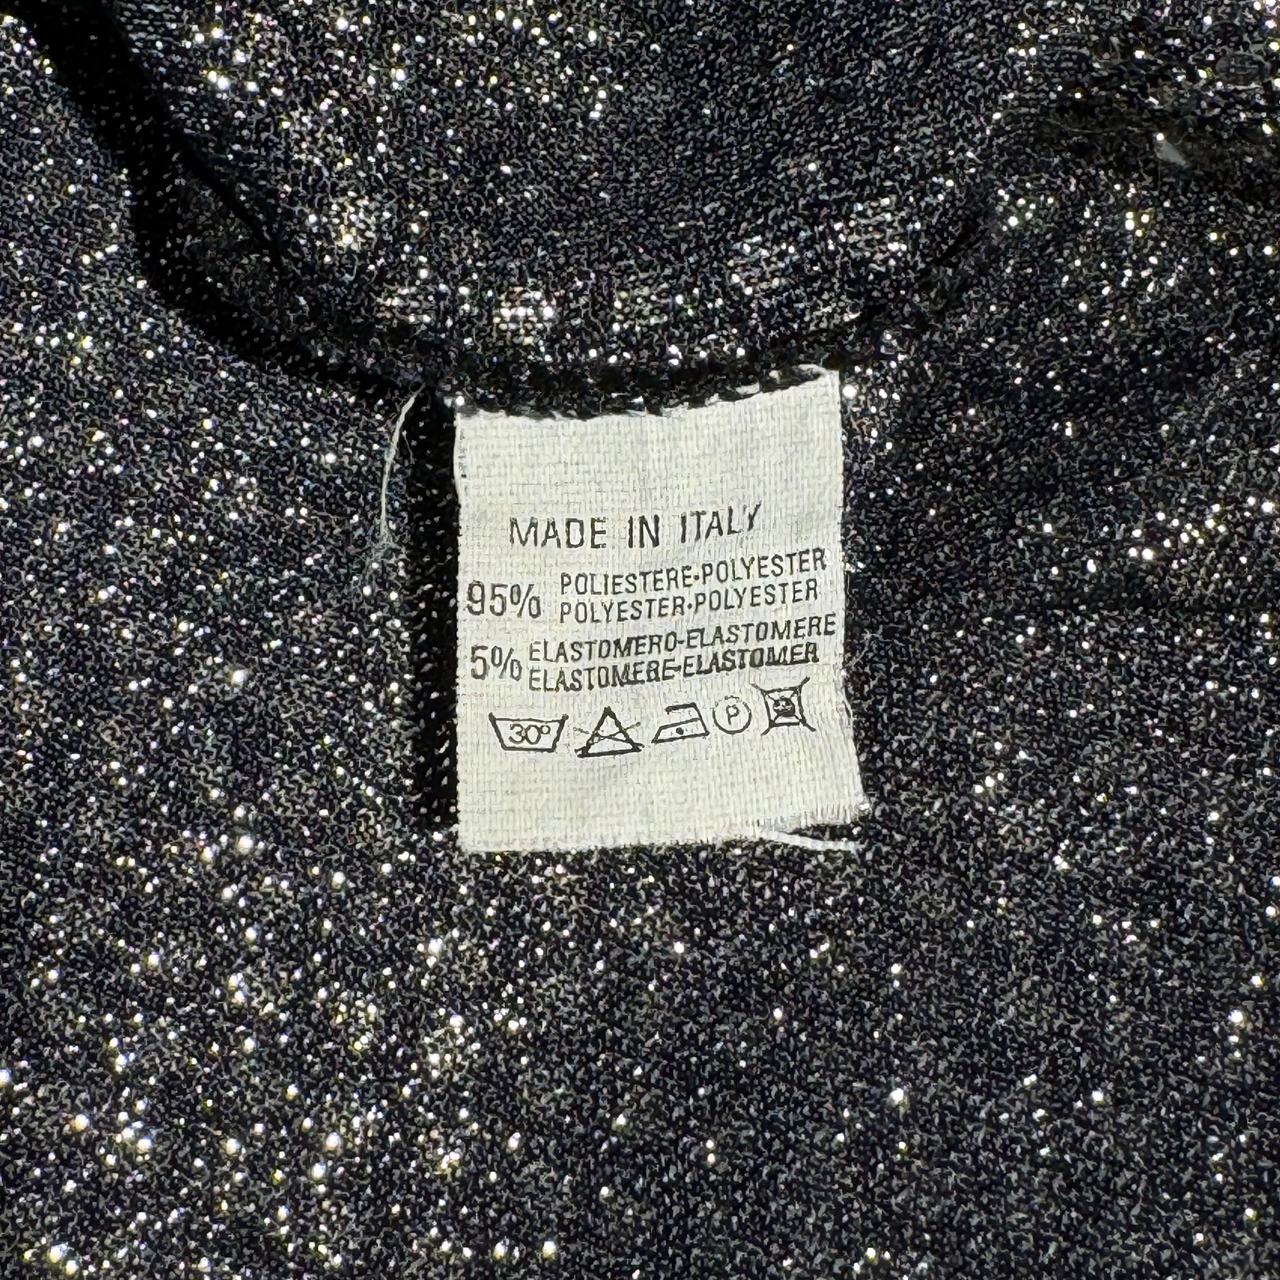 MADE IN ITALY
95% POLIESTERE•POLYESTER
POLYESTER•POLYESTER
5% ELASTOMERO-ELASTOMERE
ELASTOMERE-ELASTOMER
30° P